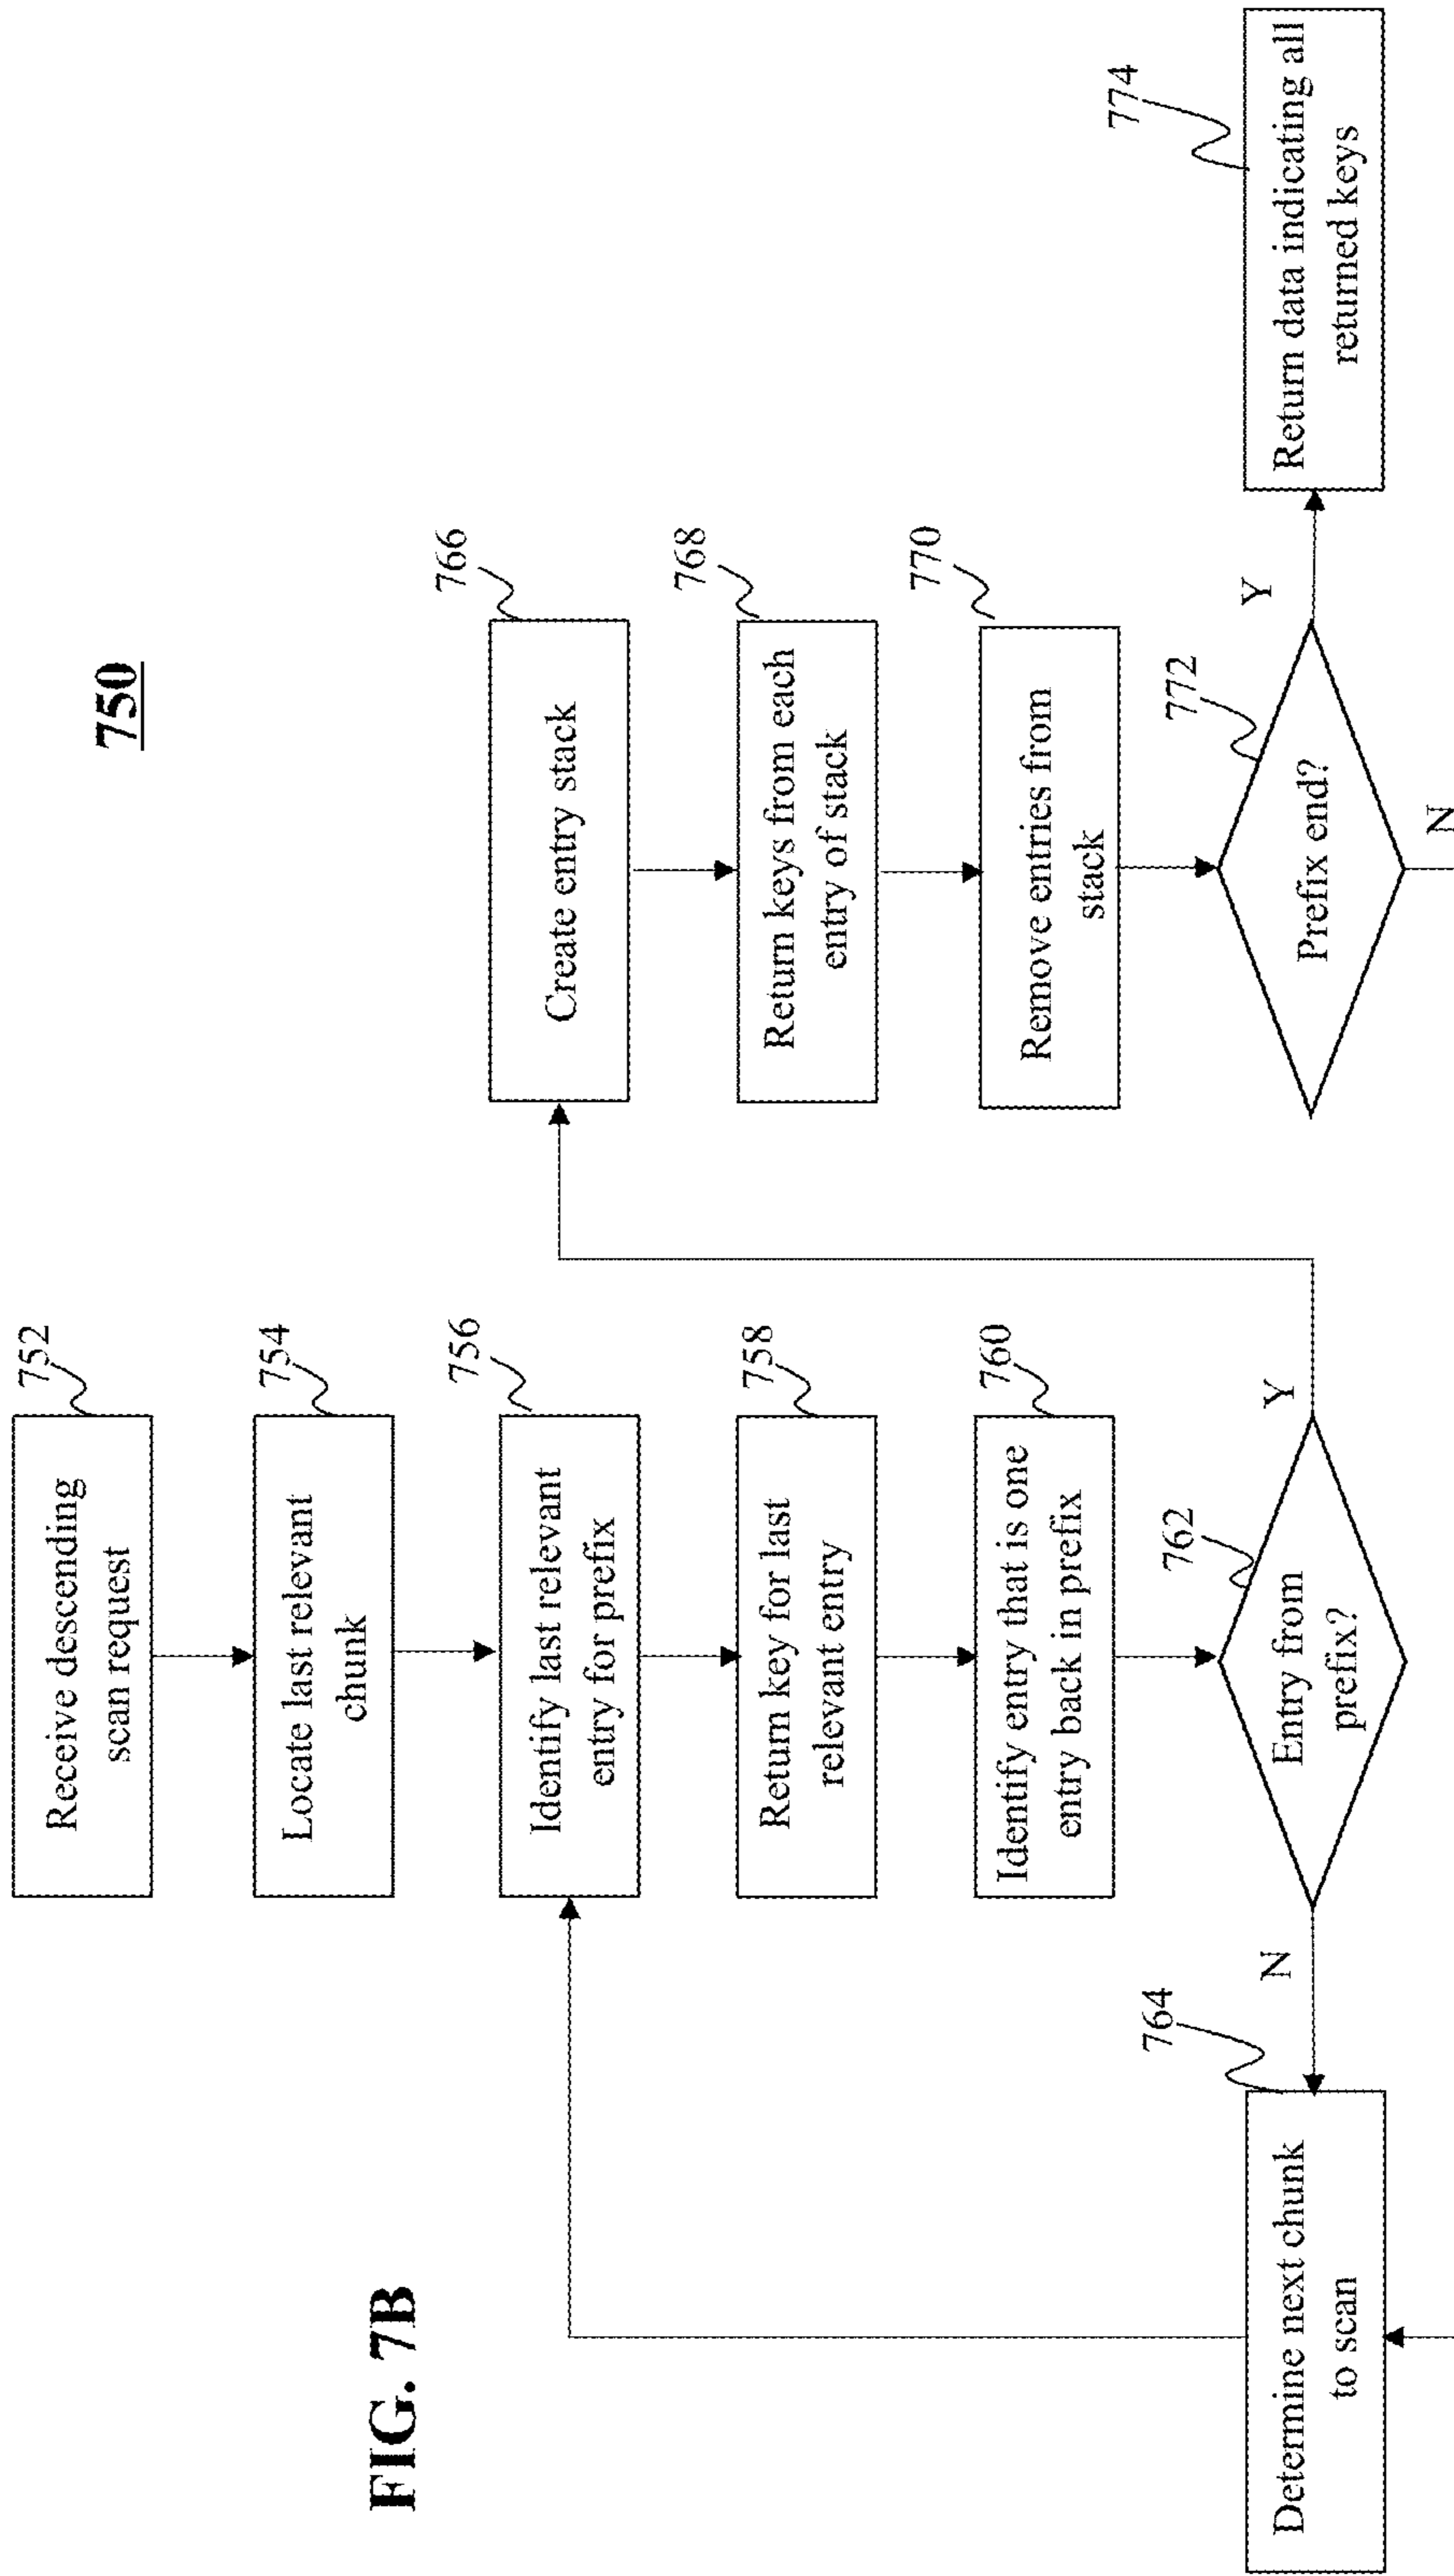 750
752
Receive descending
scan request
754
Locate last relevant
chunk
756
Identify last relevant
entry for prefix
758
Return key for last
relevant entry
760
Identify entry that is one
entry back in prefix
762
Entry from
prefix?
N
Y
764
Determine next chunk
to scan
766
Create entry stack
768
Return keys from each
entry of stack
770
Remove entries from
stack
772
Prefix end?
Y
N
774
Return data indicating all
returned keys
FIG. 7B